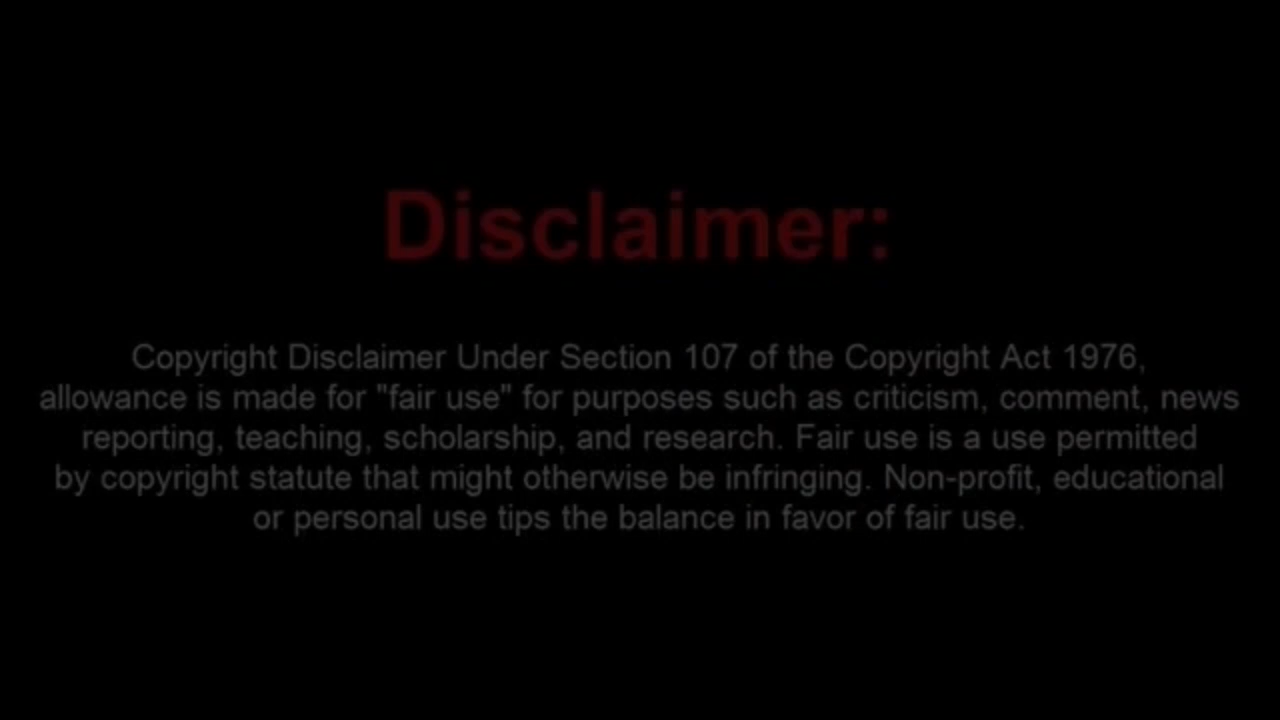 Disclaimer:
Copyright Disclaimer Under Section 107 of the Copyright Act 1976,
allowance is made for "fair use" for purposes such as criticism, comment, news
reporting, teaching, scholarship, and research. Fair use is a use permitted
by copyright statute that might otherwise be infringing. Non-profit, educational
or personal use tips the balance in favor of fair use.